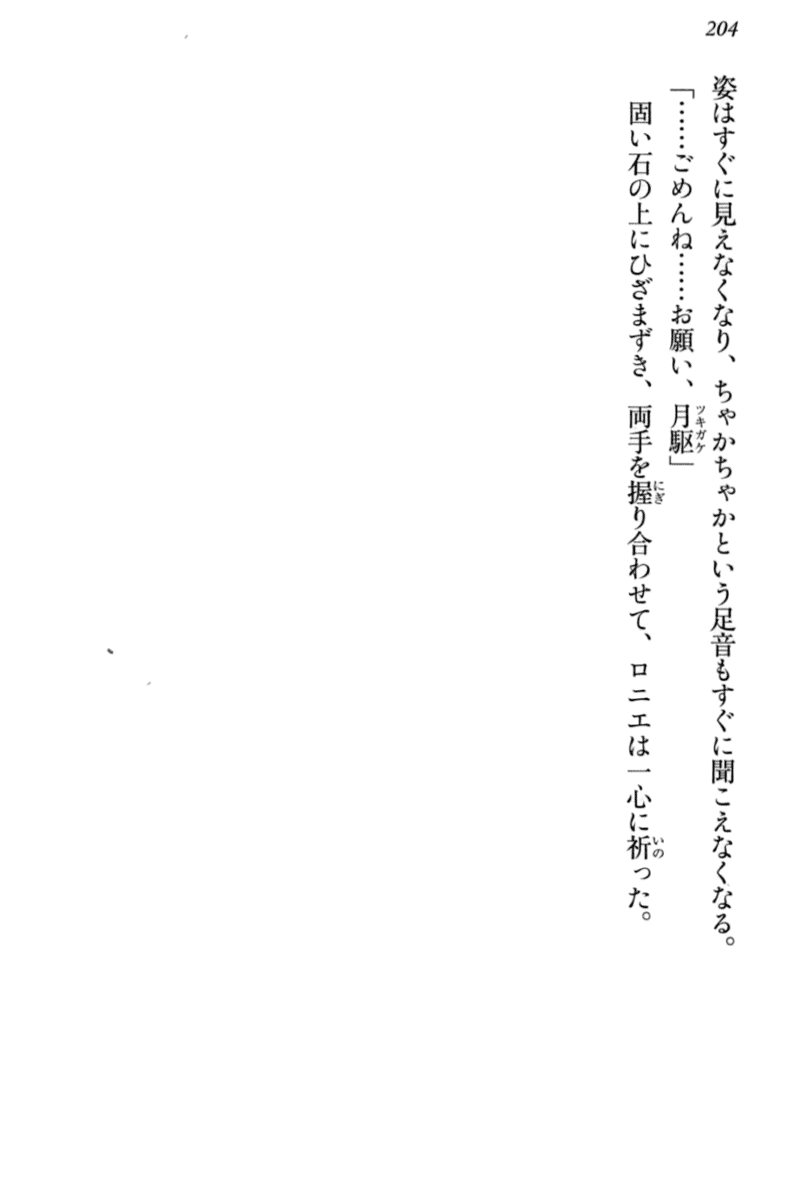 204
姿はすぐに見えなくなり、ちゃかちゃかという足音もすぐに聞こえなくなる。
「……ごめんね……お願い、月駆」
ツキガケ
固い石の上にひざまずき、両手を握り合わせて、ロニエは一心に祈った。
にぎ
いの